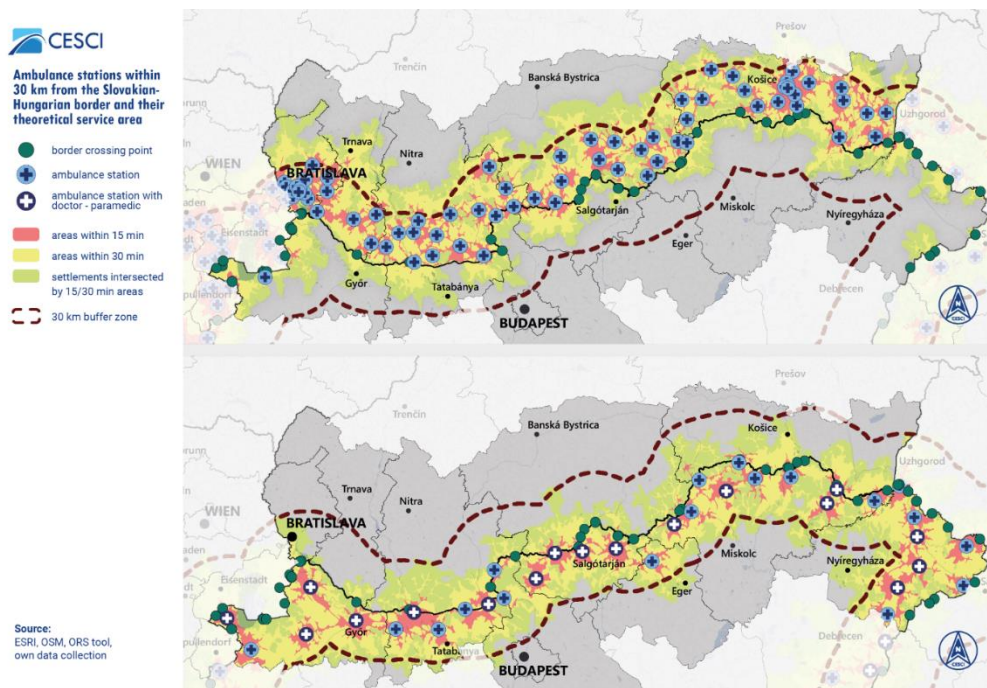 CESCI
Ambulance stations within
30 km from the Slovakian-
Hungarian border and their
theoretical service area
border crossing point
ambulance station
ambulance station with
doctor - paramedic
areas within 15 min
areas within 30 min
settlements intersected
by 15/30 min areas
30 km buffer zone
Source:
ESRI, OSM, ORS tool,
own data collection
Prešov
Trenčín
Banská Bystrica
Košice
Uzhgorod
Trnava
Nitra
WIEN
BRATISLAVA
Eisenstadt
Salgótarján
Miskolc
Nyíregyháza
Eger
Győr
Tatabánya
BUDAPEST
Debrecen
CESCI
Prešov
Trenčín
Banská Bystrica
Košice
Uzhgorod
Trnava
Nitra
WIEN
BRATISLAVA
Eisenstadt
Salgótarján
Miskolc
Nyíregyháza
Eger
Győr
Tatabánya
BUDAPEST
Debrecen
CESCI